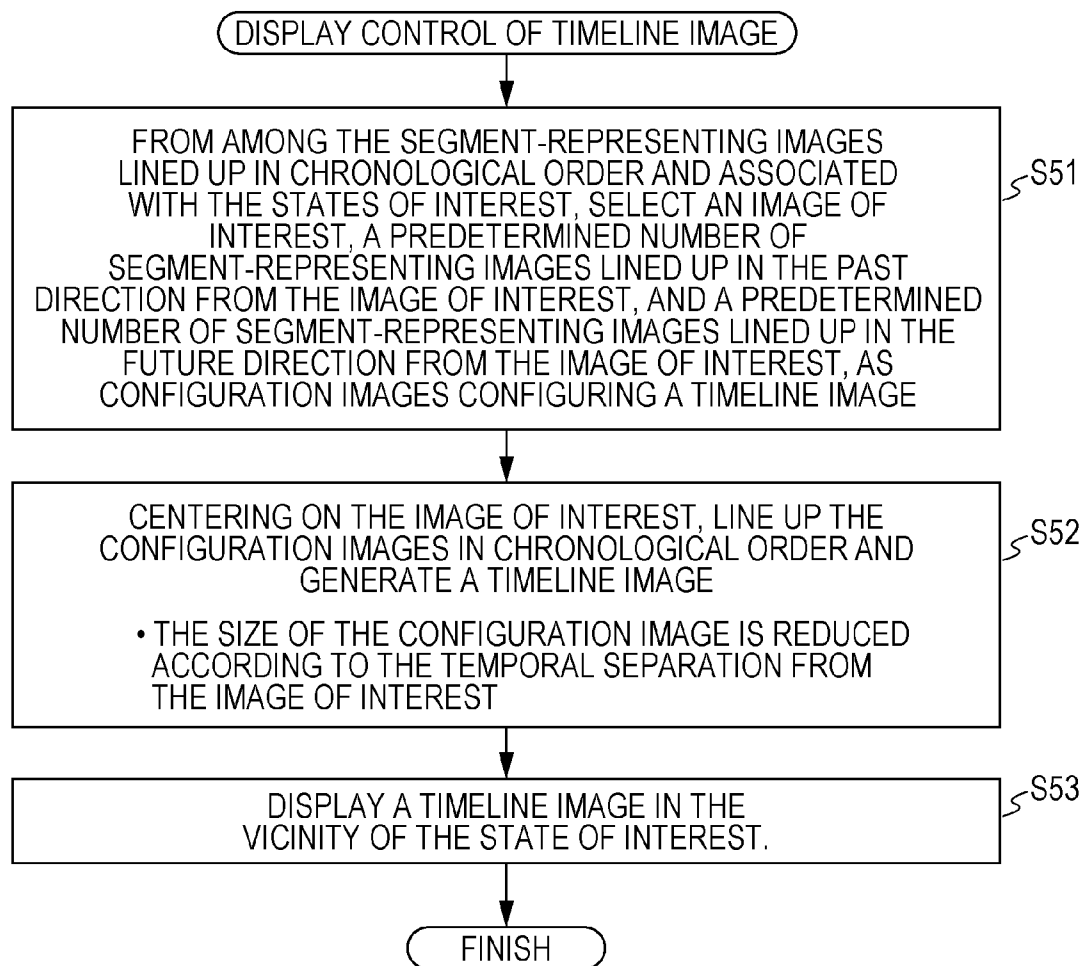 DISPLAY CONTROL OF TIMELINE IMAGE
FROM AMONG THE SEGMENT-REPRESENTING IMAGES
LINED UP IN CHRONOLOGICAL ORDER AND ASSOCIATED
WITH THE STATES OF INTEREST, SELECT AN IMAGE OF
INTEREST, A PREDETERMINED NUMBER OF
SEGMENT-REPRESENTING IMAGES LINED UP IN THE PAST
DIRECTION FROM THE IMAGE OF INTEREST, AND A PREDETERMINED
NUMBER OF SEGMENT-REPRESENTING IMAGES LINED UP IN THE
FUTURE DIRECTION FROM THE IMAGE OF INTEREST, AS
CONFIGURATION IMAGES CONFIGURING A TIMELINE IMAGE
S51
CENTERING ON THE IMAGE OF INTEREST, LINE UP THE
CONFIGURATION IMAGES IN CHRONOLOGICAL ORDER AND
GENERATE A TIMELINE IMAGE
• THE SIZE OF THE CONFIGURATION IMAGE IS REDUCED
ACCORDING TO THE TEMPORAL SEPARATION FROM
THE IMAGE OF INTEREST
S52
DISPLAY A TIMELINE IMAGE IN THE
VICINITY OF THE STATE OF INTEREST.
S53
FINISH